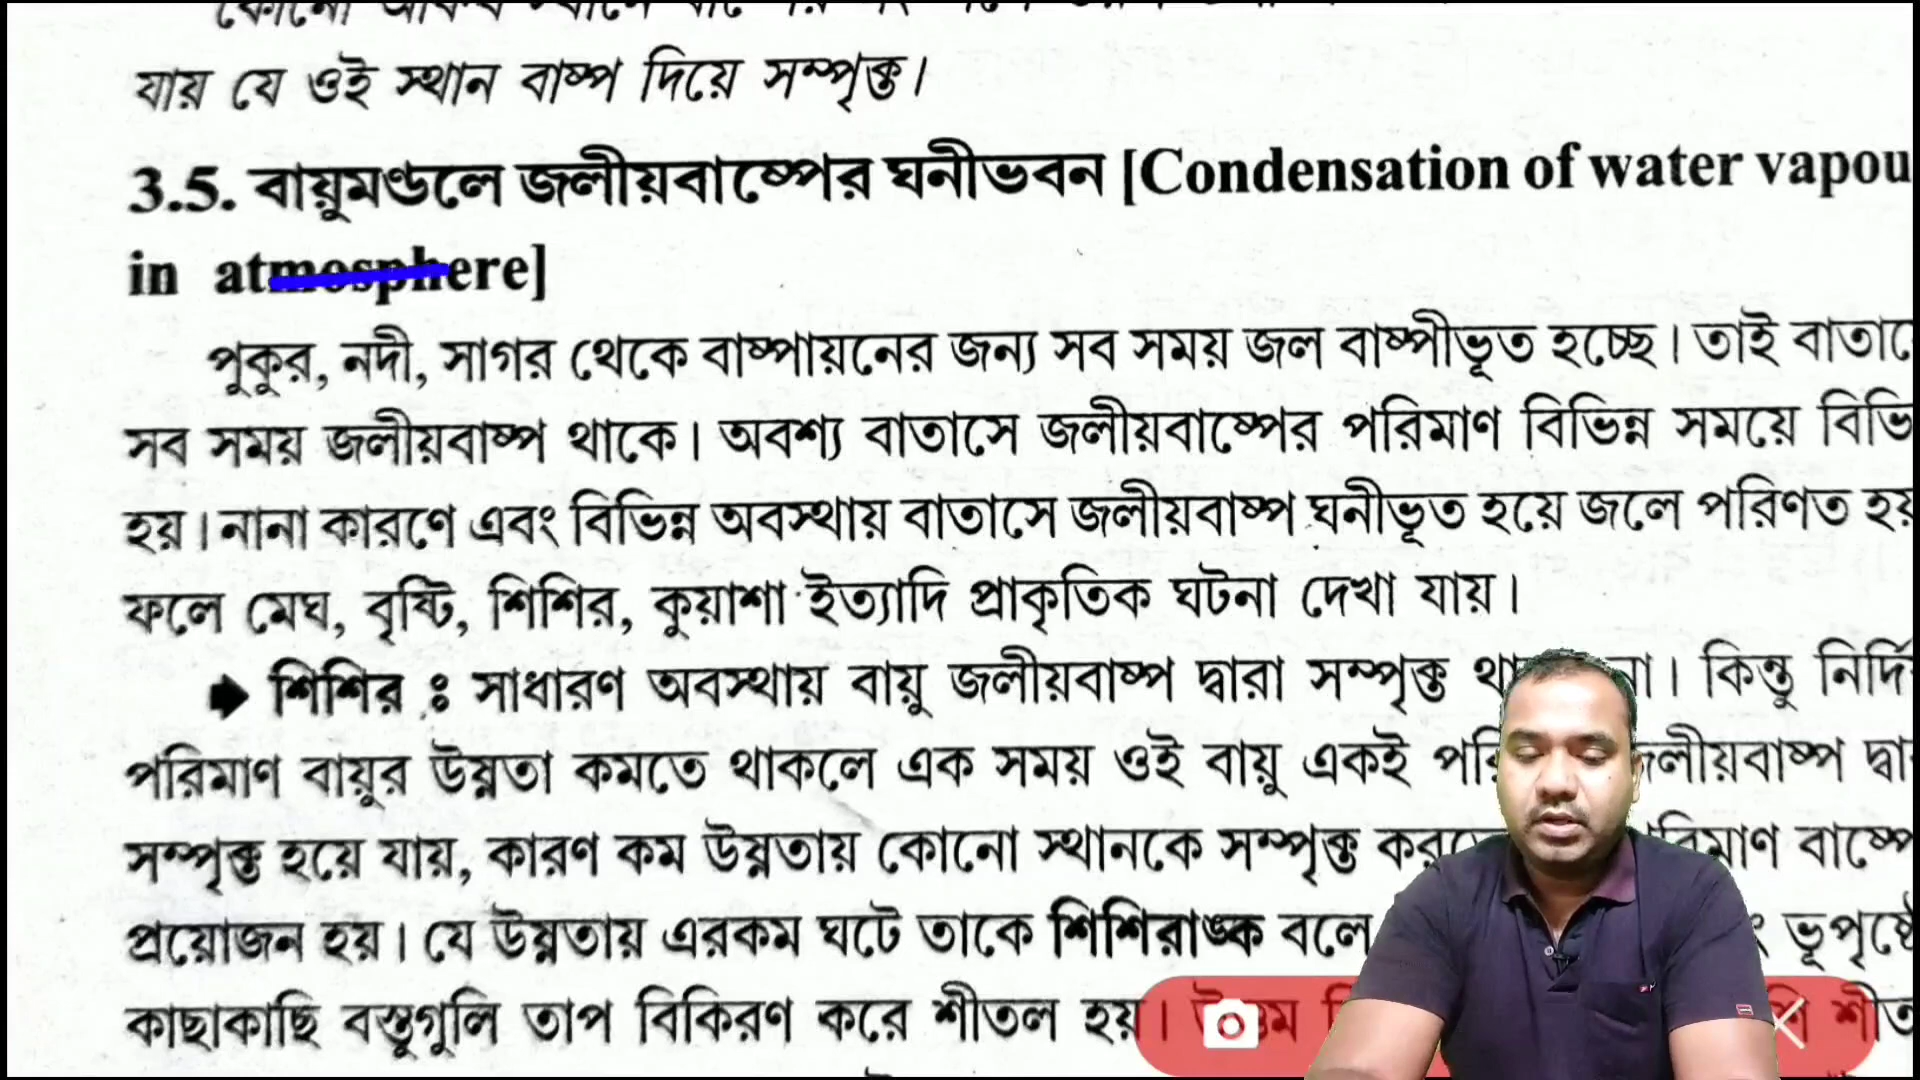 যায় যে ওই স্থান বাষ্প দিয়ে সম্পৃক্ত।
3.5. বায়ুমণ্ডলে জলীয়বাষ্পের ঘনীভবন [Condensation of water vapou
in atmosphere]
পুকুর, নদী, সাগর থেকে বাষ্পায়নের জন্য সব সময় জল বাষ্পীভূত হচ্ছে। তাই
সব সময় জলীয়বাষ্প থাকে। অবশ্য বাতাসে জলীয়বাষ্পের পরিমাণ বিভিন্ন সময়ে
হয়। নানা কারণে এবং বিভিন্ন অবস্থায় বাতাসে জলীয়বাষ্প ঘনীভূত হয়ে জলে পরিণত হয়
ফলে মেঘ, বৃষ্টি, শিশির, কুয়াশা ইত্যাদি প্রাকৃতিক ঘটনা দেখা যায়।
শিশির : সাধারণ অবস্থায় বায়ু জলীয়বাষ্প দ্বারা সম্পৃক্ত না। কিন্তু
পরিমাণ বায়ুর উষ্ণতা কমতে থাকলে এক সময় ওই বায়ু একই জলীয়বাষ্প
সম্পৃক্ত হয়ে যায়, কারণ কম উষ্ণতায় কোনো স্থানকে সম্পৃক্ত
প্রয়োজন হয়। যে উষ্ণতায় এরকম ঘটে তাকে শিশিরাঙ্ক বলে
কাছাকাছি বস্তুগুলি তাপ বিকিরণ করে শীতল হয়।